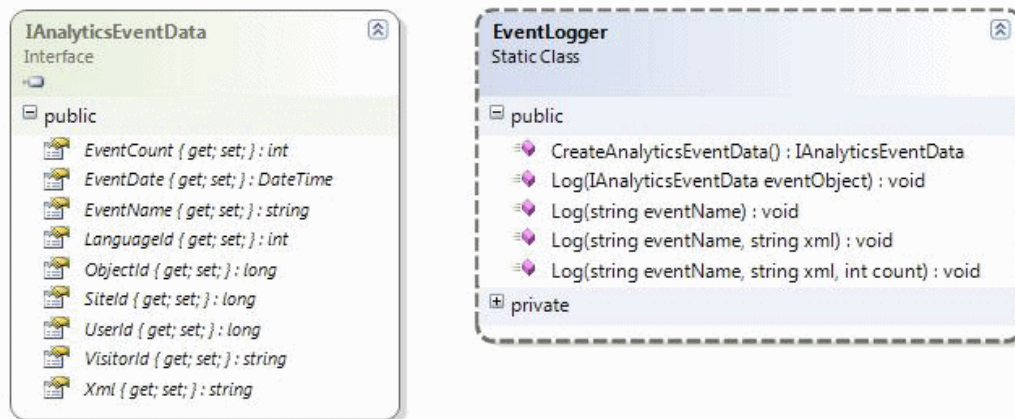 IAnalyticsEventData
Interface
public
EventCount { get; set; } : int
EventDate { get; set; } : DateTime
EventName { get; set; } : string
LanguageId { get; set; } : int
ObjectId { get; set; } : long
SiteId { get; set; } : long
UserId { get; set; } : long
VisitorId { get; set; } : string
Xml { get; set; } : string
EventLogger
Static Class
public
CreateAnalyticsEventData() : IAnalyticsEventData
Log(IAnalyticsEventData eventObject) : void
Log(string eventName) : void
Log(string eventName, string xml) : void
Log(string eventName, string xml, int count) : void
private